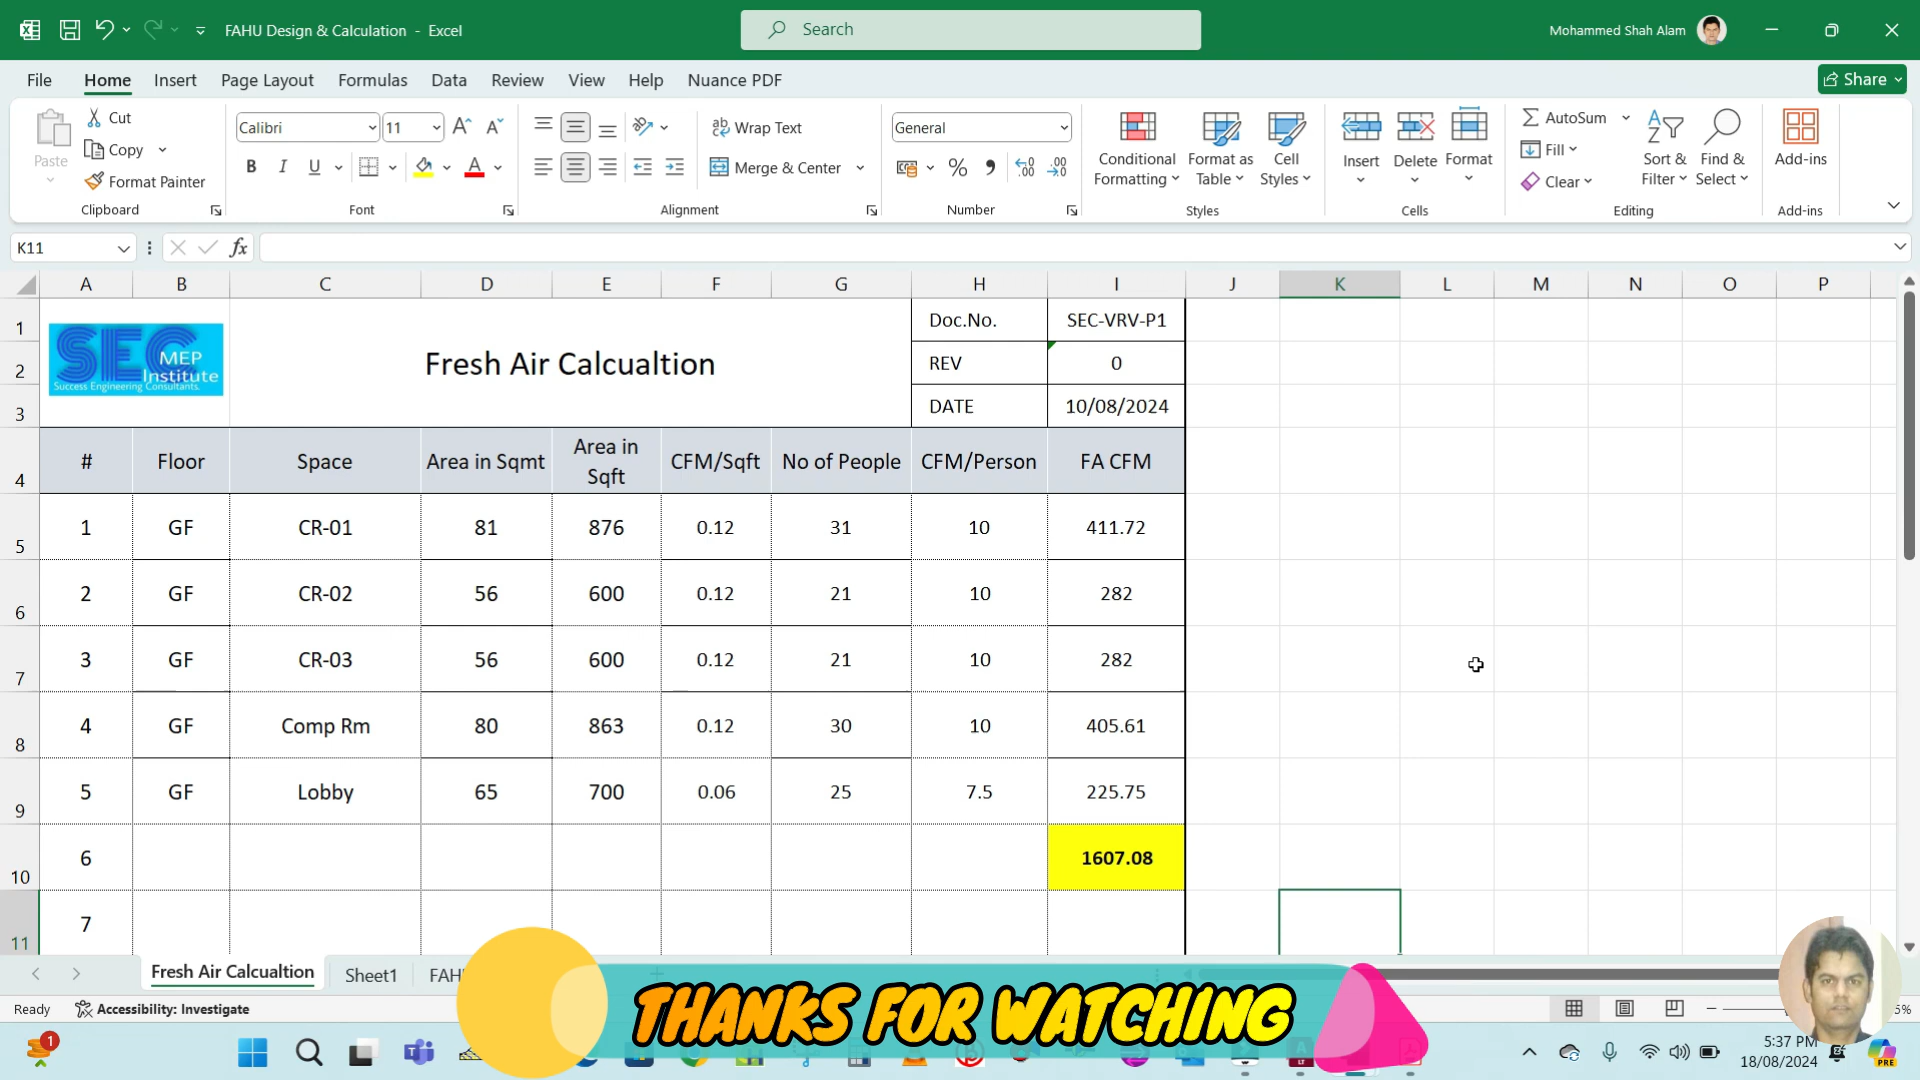 FAHU Design & Calculation - Excel
Search
Mohammed Shah Alam
File Home Insert Page Layout Formulas Data Review View Help Nuance PDF
Share
Paste
Cut
Copy
Format Painter
Clipboard
Calibri 11
B I U
Font
Wrap Text
Merge & Center
Alignment
General
Number
Conditional Formatting
Format as Table
Cell Styles
Styles
Insert
Delete
Format
Cells
AutoSum
Fill
Clear
Sort & Filter
Find & Select
Editing
Add-ins
Add-ins
K11
fx
A B C D E F G H I J K L M N O P
1 SEC MEP Institute
Success Engineering Consultants.
Fresh Air Calcualtion
Doc.No. SEC-VRV-P1
2 REV 0
3 DATE 10/08/2024
4 # Floor Space Area in Sqmt Area in Sqft CFM/Sqft No of People CFM/Person FA CFM
5 1 GF CR-01 81 876 0.12 31 10 411.72
6 2 GF CR-02 56 600 0.12 21 10 282
7 3 GF CR-03 56 600 0.12 21 10 282
8 4 GF Comp Rm 80 863 0.12 30 10 405.61
9 5 GF Lobby 65 700 0.06 25 7.5 225.75
10 6 1607.08
11 7
Fresh Air Calcualtion Sheet1
Ready Accessibility: Investigate
THANKS FOR WATCHING
1
5:37 PM
18/08/2024
PRE